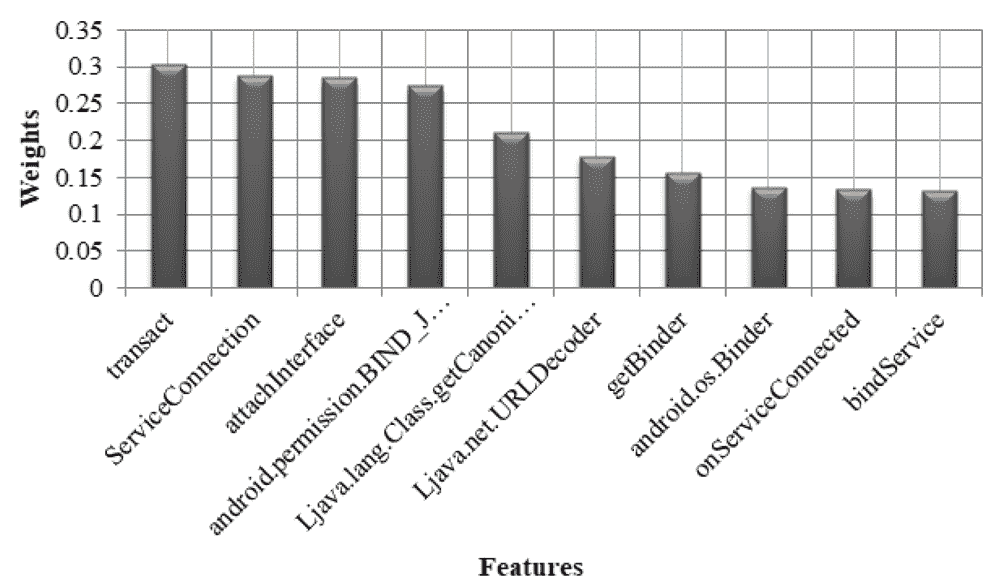 0.35
0.3
0.25
0.2
0.15
0.1
0.05
0
Weights
transact
ServiceConnection
attachInterface
android.permission.BIND_J...
Ljava.lang.Class.getCanoni...
Ljava.net.URLDecoder
getBinder
android.os.Binder
onServiceConnected
bindService
Features